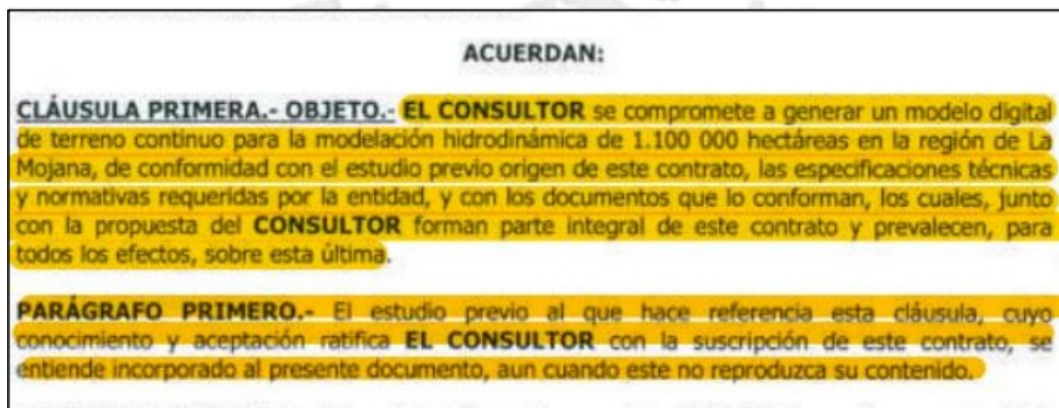 ACUERDAN:
CLÁUSULA PRIMERA.- OBJETO.- EL CONSULTOR se compromete a generar un modelo digital
de terreno continuo para la modelación hidrodinámica de 1.100 000 hectáreas en la región de La
Mojana, de conformidad con el estudio previo origen de este contrato, las especificaciones técnicas
y normativas requeridas por la entidad, y con los documentos que lo conforman, los cuales, junto
con la propuesta del CONSULTOR forman parte integral de este contrato y prevalecen, para
todos los efectos, sobre esta última.
PARÁGRAFO PRIMERO.- El estudio previo al que hace referencia esta cláusula, cuyo
conocimiento y aceptación ratifica EL CONSULTOR con la suscripción de este contrato, se
entiende incorporado al presente documento, aun cuando este no reproduzca su contenido.